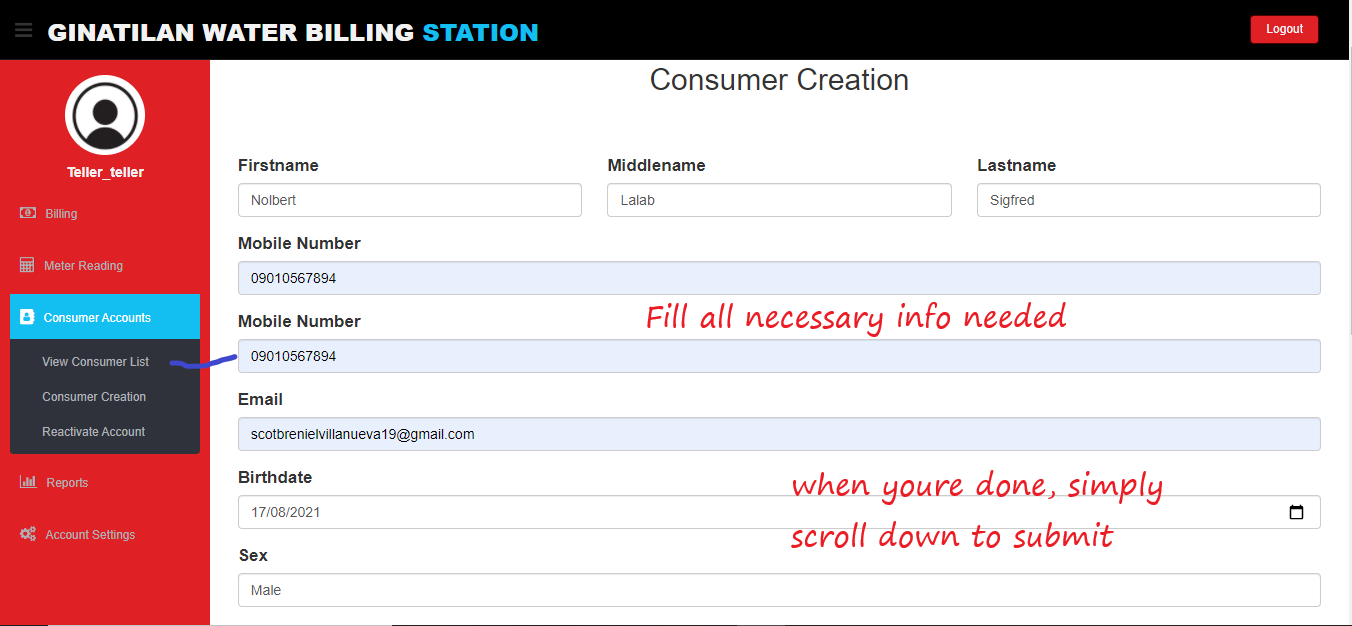 GINATILAN WATER BILLING STATION
Logout
Teller_teller
Billing
Meter Reading
Consumer Accounts
View Consumer List
Consumer Creation
Reactivate Account
Reports
Account Settings
Consumer Creation
Firstname
Nolbert
Middlename
Lalab
Lastname
Sigfred
Mobile Number
09010567894
Fill all necessary info needed
Mobile Number
09010567894
Email
scotbrenielvillanueva19@gmail.com
Birthdate
17/08/2021
when youre done, simply
scroll down to submit
Sex
Male